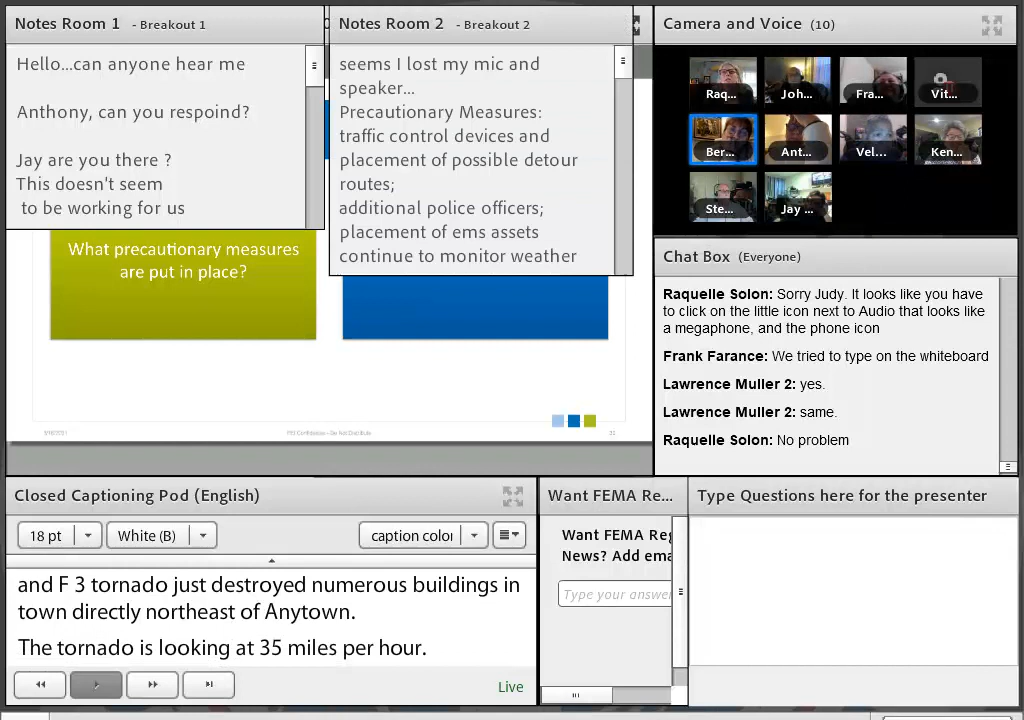 Notes Room 1 - Breakout 1
Hello...can anyone hear me
Anthony, can you respoind?
Jay are you there ?
This doesn't seem
to be working for us
Notes Room 2 - Breakout 2
seems I lost my mic and
speaker...
Precautionary Measures:
traffic control devices and
placement of possible detour
routes;
additional police officers;
placement of ems assets
continue to monitor weather
What precautionary measures
are put in place?
Camera and Voice (10)
Raq... Joh... Fra... Vit...
Ber... Ant... Vel... Ken...
Ste... Jay ...
Chat Box (Everyone)
Raquelle Solon: Sorry Judy. It looks like you have
to click on the little icon next to Audio that looks like
a megaphone, and the phone icon
Frank Farance: We tried to type on the whiteboard
Lawrence Muller 2: yes.
Lawrence Muller 2: same.
Raquelle Solon: No problem
Closed Captioning Pod (English)
18 pt White (B) caption color
and F 3 tornado just destroyed numerous buildings in
town directly northeast of Anytown.
The tornado is looking at 35 miles per hour.
Live
Want FEMA Re...
Want FEMA Reg
News? Add ema
Type your answer
Type Questions here for the presenter